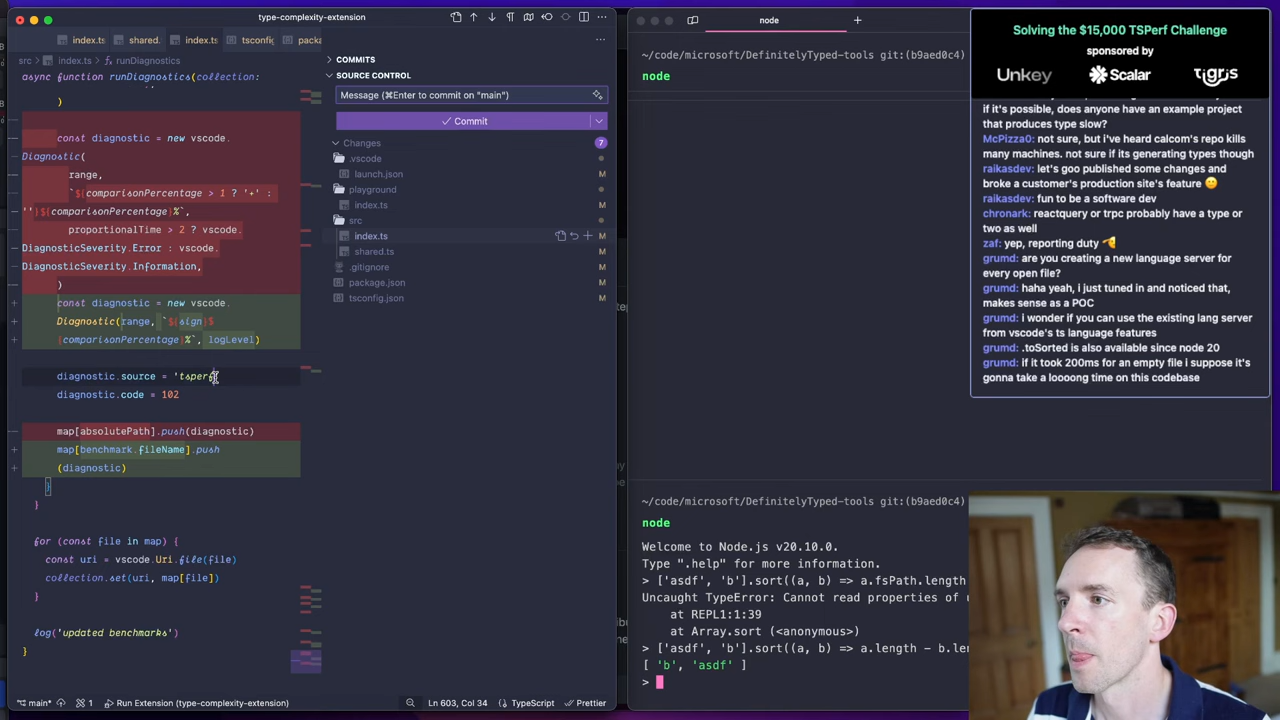 type-complexity-extension
index.ts
shared.
index.ts
tsconfig
packa
src > index.ts > runDiagnostics
async function runDiagnostics(collection:
)
const diagnostic = new vscode.
Diagnostic(
range,
`${comparisonPercentage > 1 ? '+' :
''}${comparisonPercentage}%`,
proportionalTime > 2 ? vscode.
DiagnosticSeverity.Error : vscode.
DiagnosticSeverity.Information,
)
const diagnostic = new vscode.
Diagnostic(range, `${sign}$
{comparisonPercentage}%`, logLevel)
diagnostic.source = 'tsperf'
diagnostic.code = 102
map[absolutePath].push(diagnostic)
map[benchmark.fileName].push
(diagnostic)
}
}
for (const file in map) {
const uri = vscode.Uri.file(file)
collection.set(uri, map[file])
}
log('updated benchmarks')
}
main*
1
Run Extension (type-complexity-extension)
COMMITS
SOURCE CONTROL
Message (⌘Enter to commit on "main")
Commit
Changes
7
.vscode
launch.json M
playground
index.ts M
src
index.ts M
shared.ts M
.gitignore M
package.json M
tsconfig.json M
Ln 603, Col 34
TypeScript
Prettier
node
~/code/microsoft/DefinitelyTyped-tools git:(b9aed0c4)
node
~/code/microsoft/DefinitelyTyped-tools git:(b9aed0c4)
node
Welcome to Node.js v20.10.0.
Type ".help" for more information.
> ['asdf', 'b'].sort((a, b) => a.fsPath.length
Uncaught TypeError: Cannot read properties of
at REPL1:1:39
at Array.sort (<anonymous>)
> ['asdf', 'b'].sort((a, b) => a.length - b.len
[ 'b', 'asdf' ]
>
Solving the $15,000 TSPerf Challenge
sponsored by
Unkey
Scalar
tigris
if it's possible, does anyone have an example project
that produces type slow?
McPizza0: not sure, but i've heard calcom's repo kills
many machines. not sure if its generating types though
raikasdev: let's goo published some changes and
broke a customer's production site's feature 🙂
raikasdev: fun to be a software dev
chronark: reactquery or trpc probably have a type or
two as well
zaf: yep, reporting duty 🫡
grumd: are you creating a new language server for
every open file?
grumd: haha yeah, i just tuned in and noticed that,
makes sense as a POC
grumd: i wonder if you can use the existing lang server
from vscode's ts language features
grumd: .toSorted is also available since node 20
grumd: if it took 200ms for an empty file i suppose it's
gonna take a loooong time on this codebase